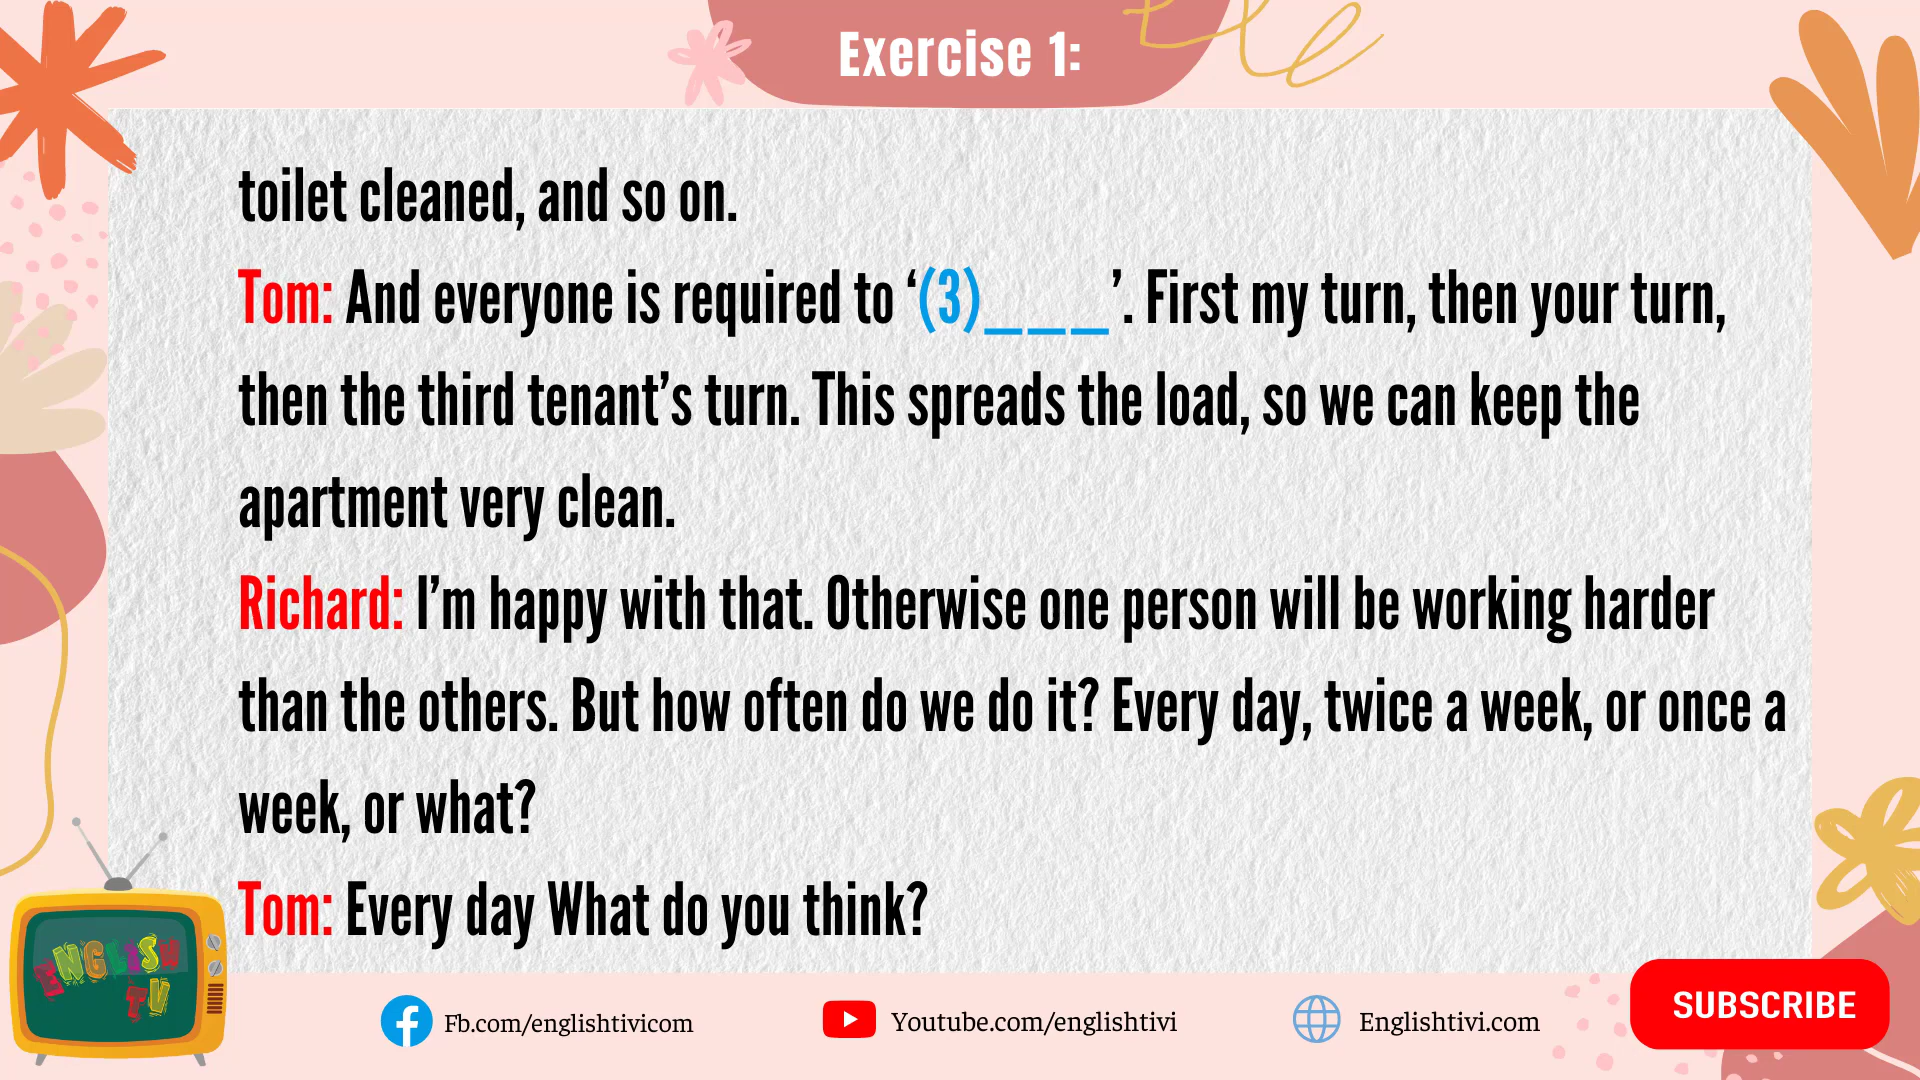 Exercise 1:
toilet cleaned, and so on.
Tom: And everyone is required to ‘(3)___’. First my turn, then your turn,
then the third tenant’s turn. This spreads the load, so we can keep the
apartment very clean.
Richard: I’m happy with that. Otherwise one person will be working harder
than the others. But how often do we do it? Every day, twice a week, or once a
week, or what?
Tom: Every day What do you think?
ENGLISH
TV
Fb.com/englishtivicom
Youtube.com/englishtivi
Englishtivi.com
SUBSCRIBE